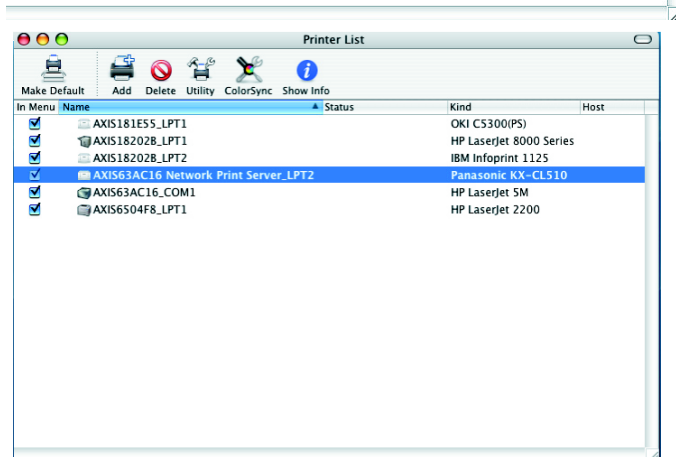 Printer List
Make Default Add Delete Utility ColorSync Show Info
In Menu Name Status Kind Host
AXIS181E55_LPT1 OKI C5300(PS)
AXIS18202B_LPT1 HP LaserJet 8000 Series
AXIS18202B_LPT2 IBM Infoprint 1125
AXIS63AC16 Network Print Server_LPT2 Panasonic KX-CL510
AXIS63AC16_COM1 HP LaserJet 5M
AXIS6504F8_LPT1 HP LaserJet 2200